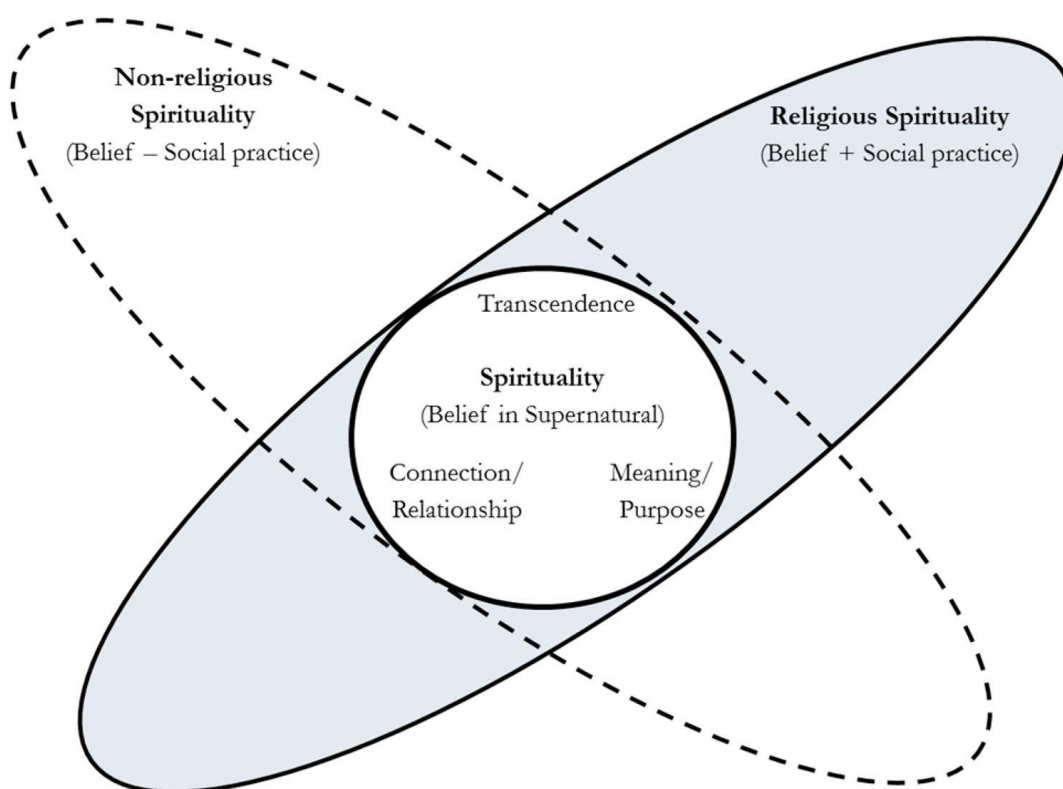 Non-religious
Spirituality
(Belief – Social practice)
Religious Spirituality
(Belief + Social practice)
Transcendence
Spirituality
(Belief in Supernatural)
Connection/
Relationship
Meaning/
Purpose